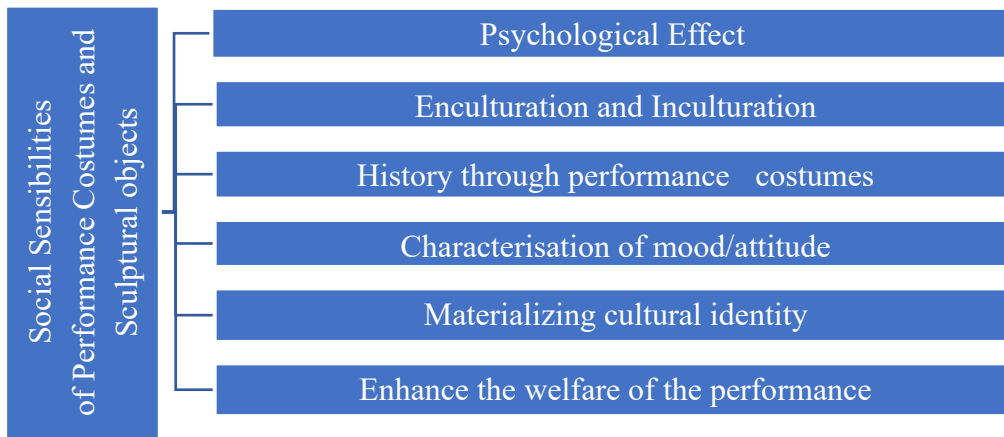 Social Sensibilities
of Performance Costumes and
Sculptural objects
Psychological Effect
Enculturation and Inculturation
History through performance costumes
Characterisation of mood/attitude
Materializing cultural identity
Enhance the welfare of the performance